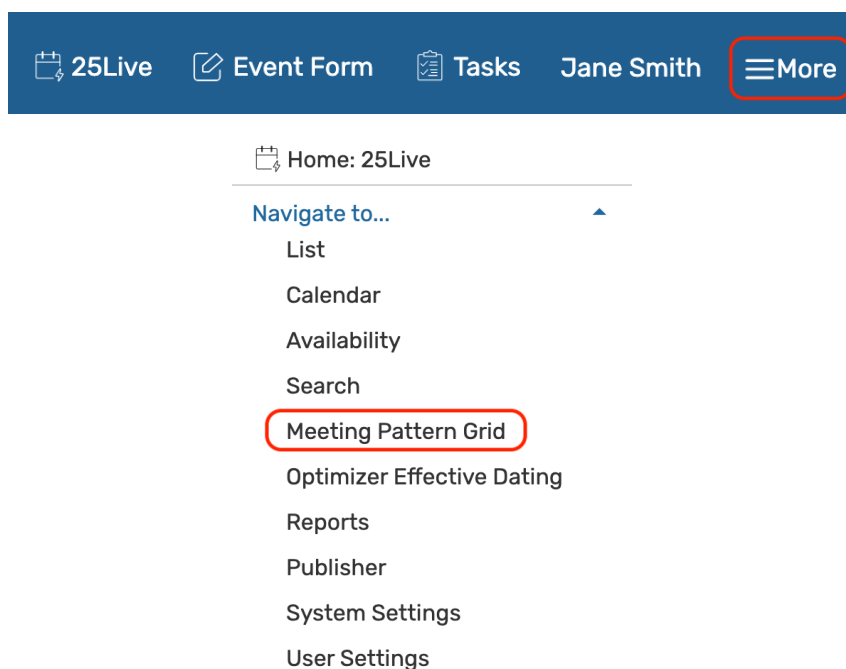 25Live Event Form Tasks Jane Smith More
Home: 25Live
Navigate to...
List
Calendar
Availability
Search
Meeting Pattern Grid
Optimizer Effective Dating
Reports
Publisher
System Settings
User Settings